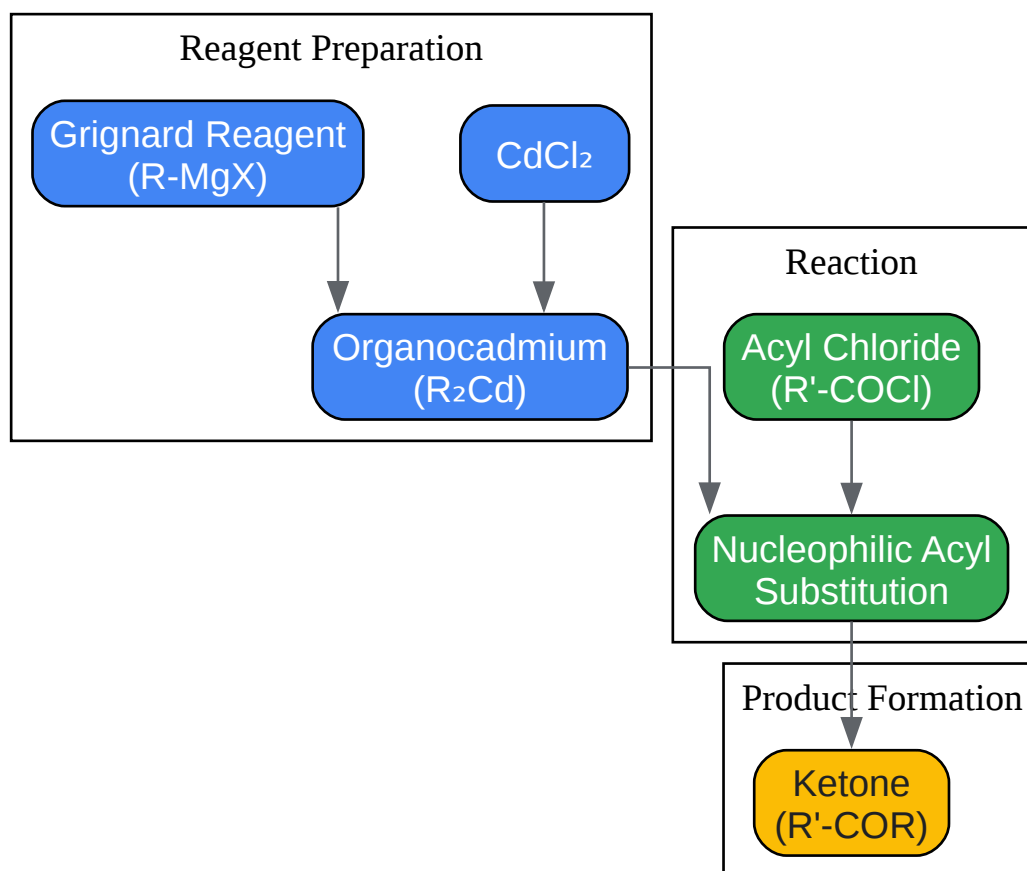 Reagent Preparation
Grignard Reagent
(R-MgX)
CdCl₂
Organocadmium
(R₂Cd)
Reaction
Acyl Chloride
(R'-COCl)
Nucleophilic Acyl
Substitution
Product Formation
Ketone
(R'-COR)